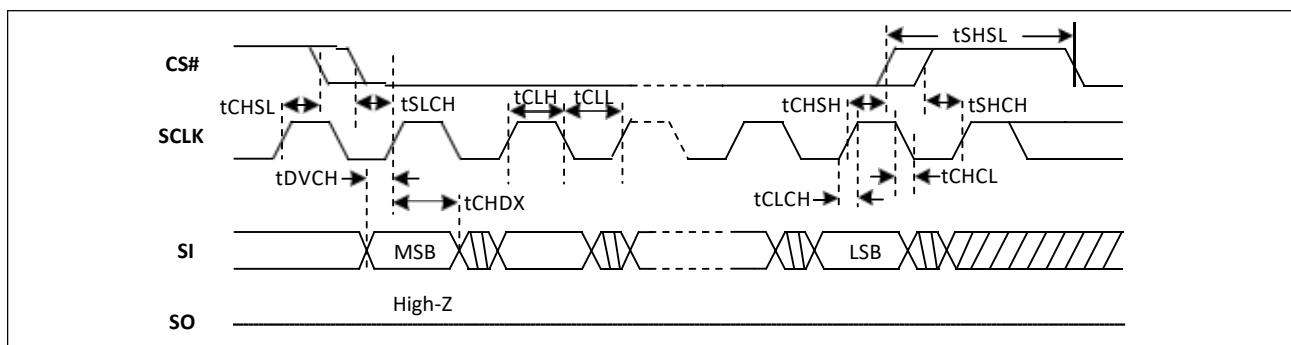 tSHSL
CS#
tCHSL
tSLCH
tCLH
tCLL
tCHSH
tSHCH
SCLK
tDVCH
tCHDX
tCLCH
tCHCL
SI
MSB
LSB
High-Z
SO